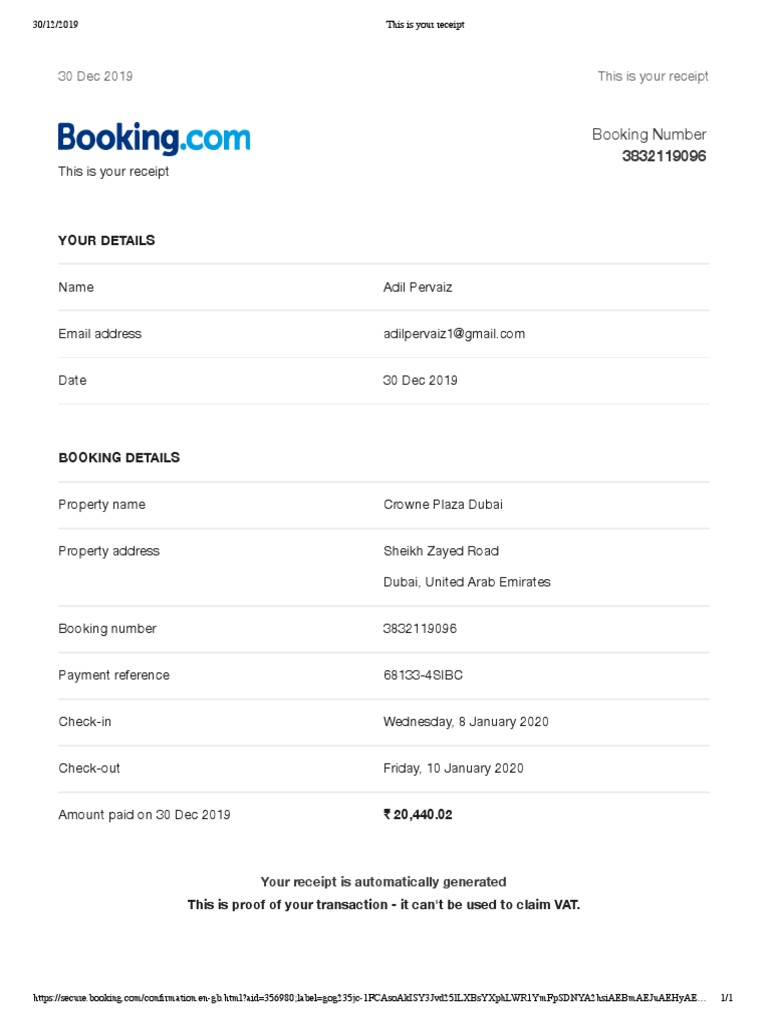 30/12/2019 This is your receipt
30 Dec 2019 This is your receipt
Booking.com
Booking Number
3832119096
This is your receipt
YOUR DETAILS
Name Adil Pervaiz
Email address adilpervaiz1@gmail.com
Date 30 Dec 2019
BOOKING DETAILS
Property name Crowne Plaza Dubai
Property address Sheikh Zayed Road
Dubai, United Arab Emirates
Booking number 3832119096
Payment reference 68133-4SIBC
Check-in Wednesday, 8 January 2020
Check-out Friday, 10 January 2020
Amount paid on 30 Dec 2019 ₹ 20,440.02
Your receipt is automatically generated
This is proof of your transaction - it can't be used to claim VAT.
https://secure.booking.com/confirmation.en-gb.html?aid=356980;label=gog235jc- 1/1